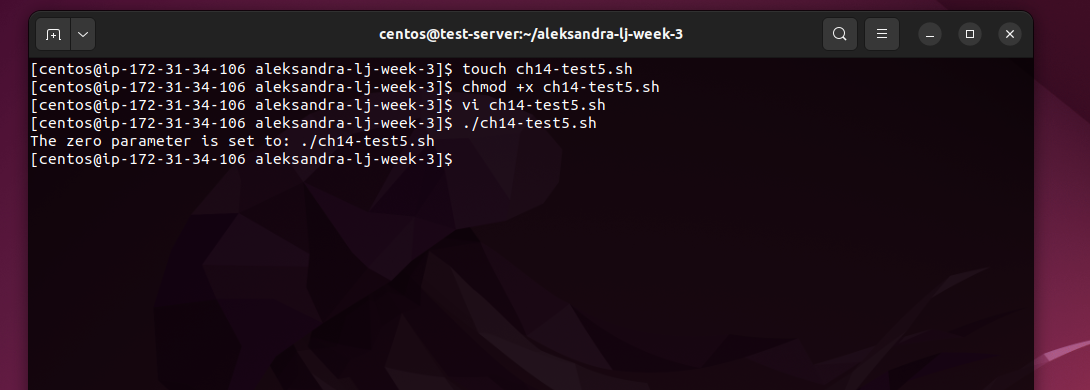 centos@test-server:~/aleksandra-lj-week-3
[centos@ip-172-31-34-106 aleksandra-lj-week-3]$ touch ch14-test5.sh
[centos@ip-172-31-34-106 aleksandra-lj-week-3]$ chmod +x ch14-test5.sh
[centos@ip-172-31-34-106 aleksandra-lj-week-3]$ vi ch14-test5.sh
[centos@ip-172-31-34-106 aleksandra-lj-week-3]$ ./ch14-test5.sh
The zero parameter is set to: ./ch14-test5.sh
[centos@ip-172-31-34-106 aleksandra-lj-week-3]$